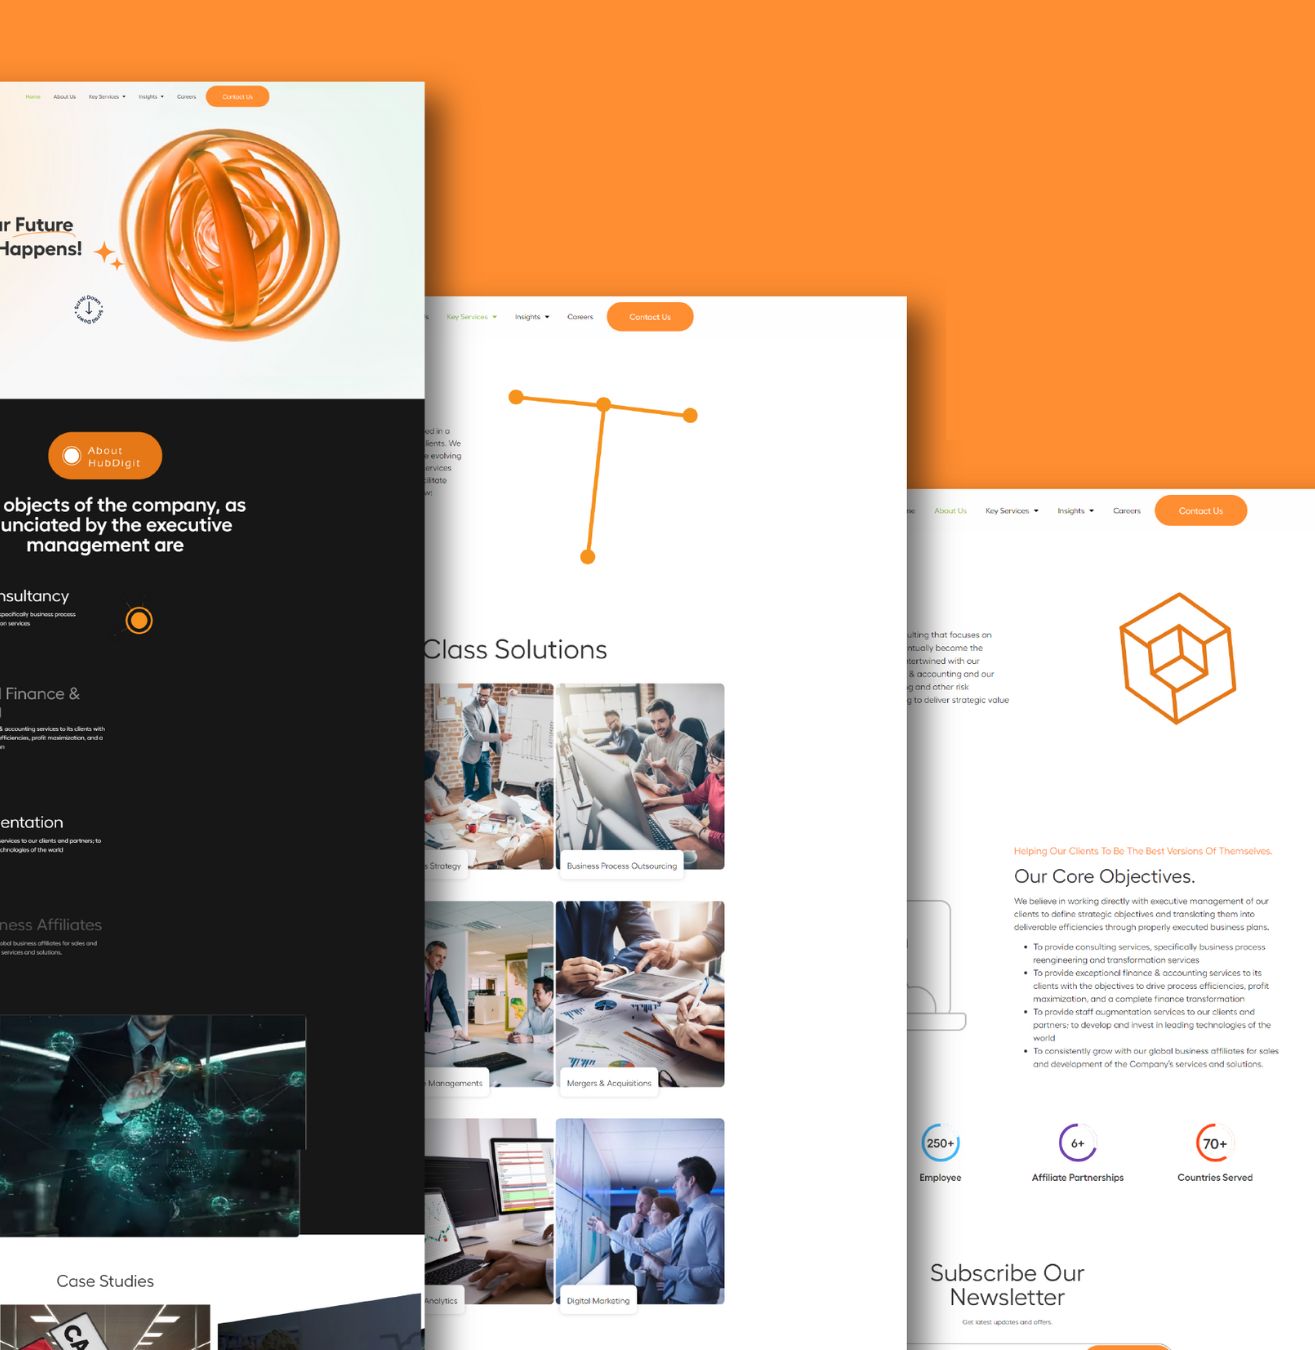 Home About Us Key Services Insights Careers Contact Us
Future
Happens!
Scroll Down
Scroll Down
About
HubDigit
objects of the company, as
unciated by the executive
management are
nsultancy
specifically business process
on services
Finance &
& accounting services to its clients with
efficiencies, profit maximization, and a
entation
services to our clients and partners; to
chnologies of the world
ness Affiliates
obal business affiliates for sales and
services and solutions.
Case Studies
CA
Key Services Insights Careers Contact Us
ed in a
lients. We
e evolving
ervices
cilitate
w:
Class Solutions
s Strategy
Business Process Outsourcing
Managements
Mergers & Acquisitions
Analytics
Digital Marketing
me About Us Key Services Insights Careers Contact Us
ulting that focuses on
ntually become the
ntertwined with our
& accounting and our
g and other risk
g to deliver strategic value
Helping Our Clients To Be The Best Versions Of Themselves.
Our Core Objectives.
We believe in working directly with executive management of our
clients to define strategic objectives and translating them into
deliverable efficiencies through properly executed business plans.
To provide consulting services, specifically business process
reengineering and transformation services
To provide exceptional finance & accounting services to its
clients with the objectives to drive process efficiencies, profit
maximization, and a complete finance transformation
To provide staff augmentation services to our clients and
partners; to develop and invest in leading technologies of the
world
To consistently grow with our global business affiliates for sales
and development of the Company's services and solutions.
250+
6+
70+
Employee
Affiliate Partnerships
Countries Served
Subscribe Our
Newsletter
Get latest updates and offers.